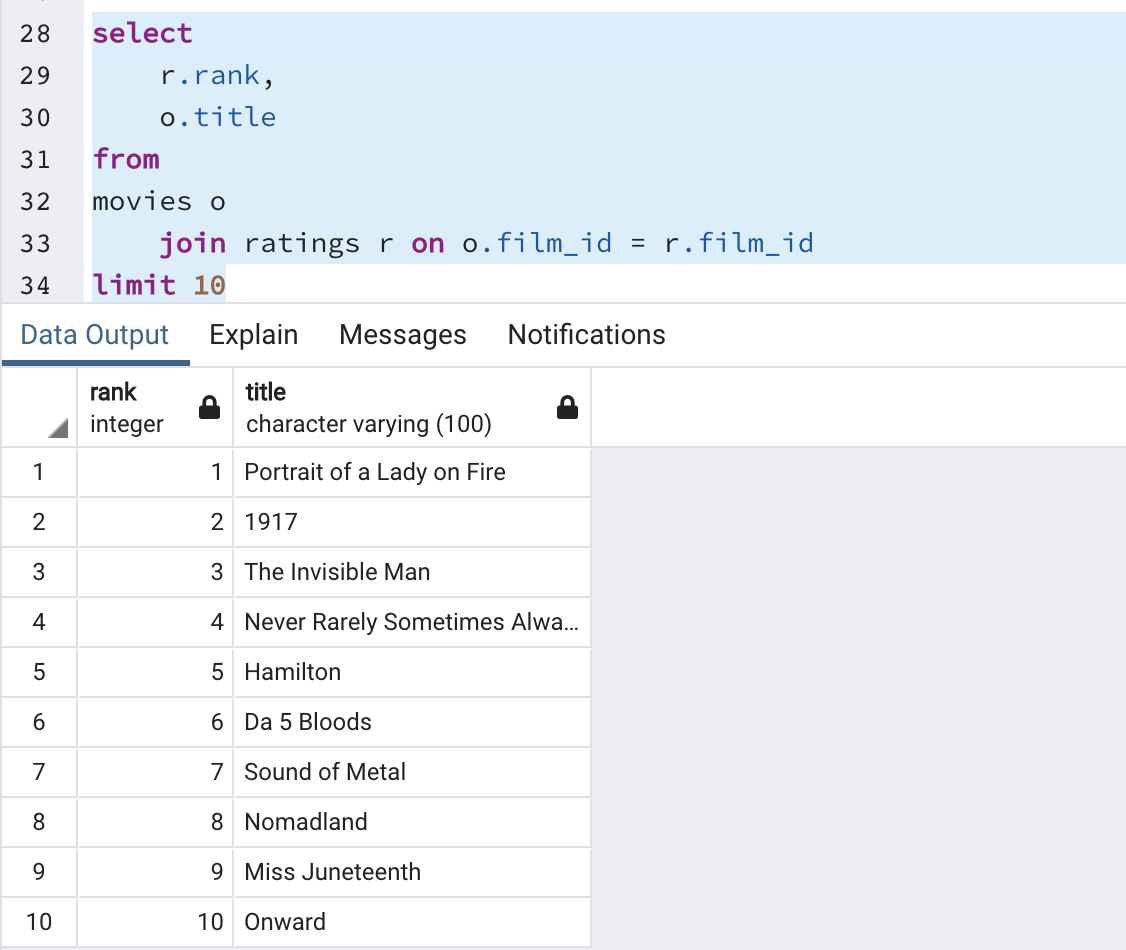 28 select
29 r.rank,
30 o.title
31 from
32 movies o
33 join ratings r on o.film_id = r.film_id
34 limit 10
Data Output Explain Messages Notifications
rank title
integer character varying (100)
1 1 Portrait of a Lady on Fire
2 2 1917
3 3 The Invisible Man
4 4 Never Rarely Sometimes Alwa...
5 5 Hamilton
6 6 Da 5 Bloods
7 7 Sound of Metal
8 8 Nomadland
9 9 Miss Juneteenth
10 10 Onward